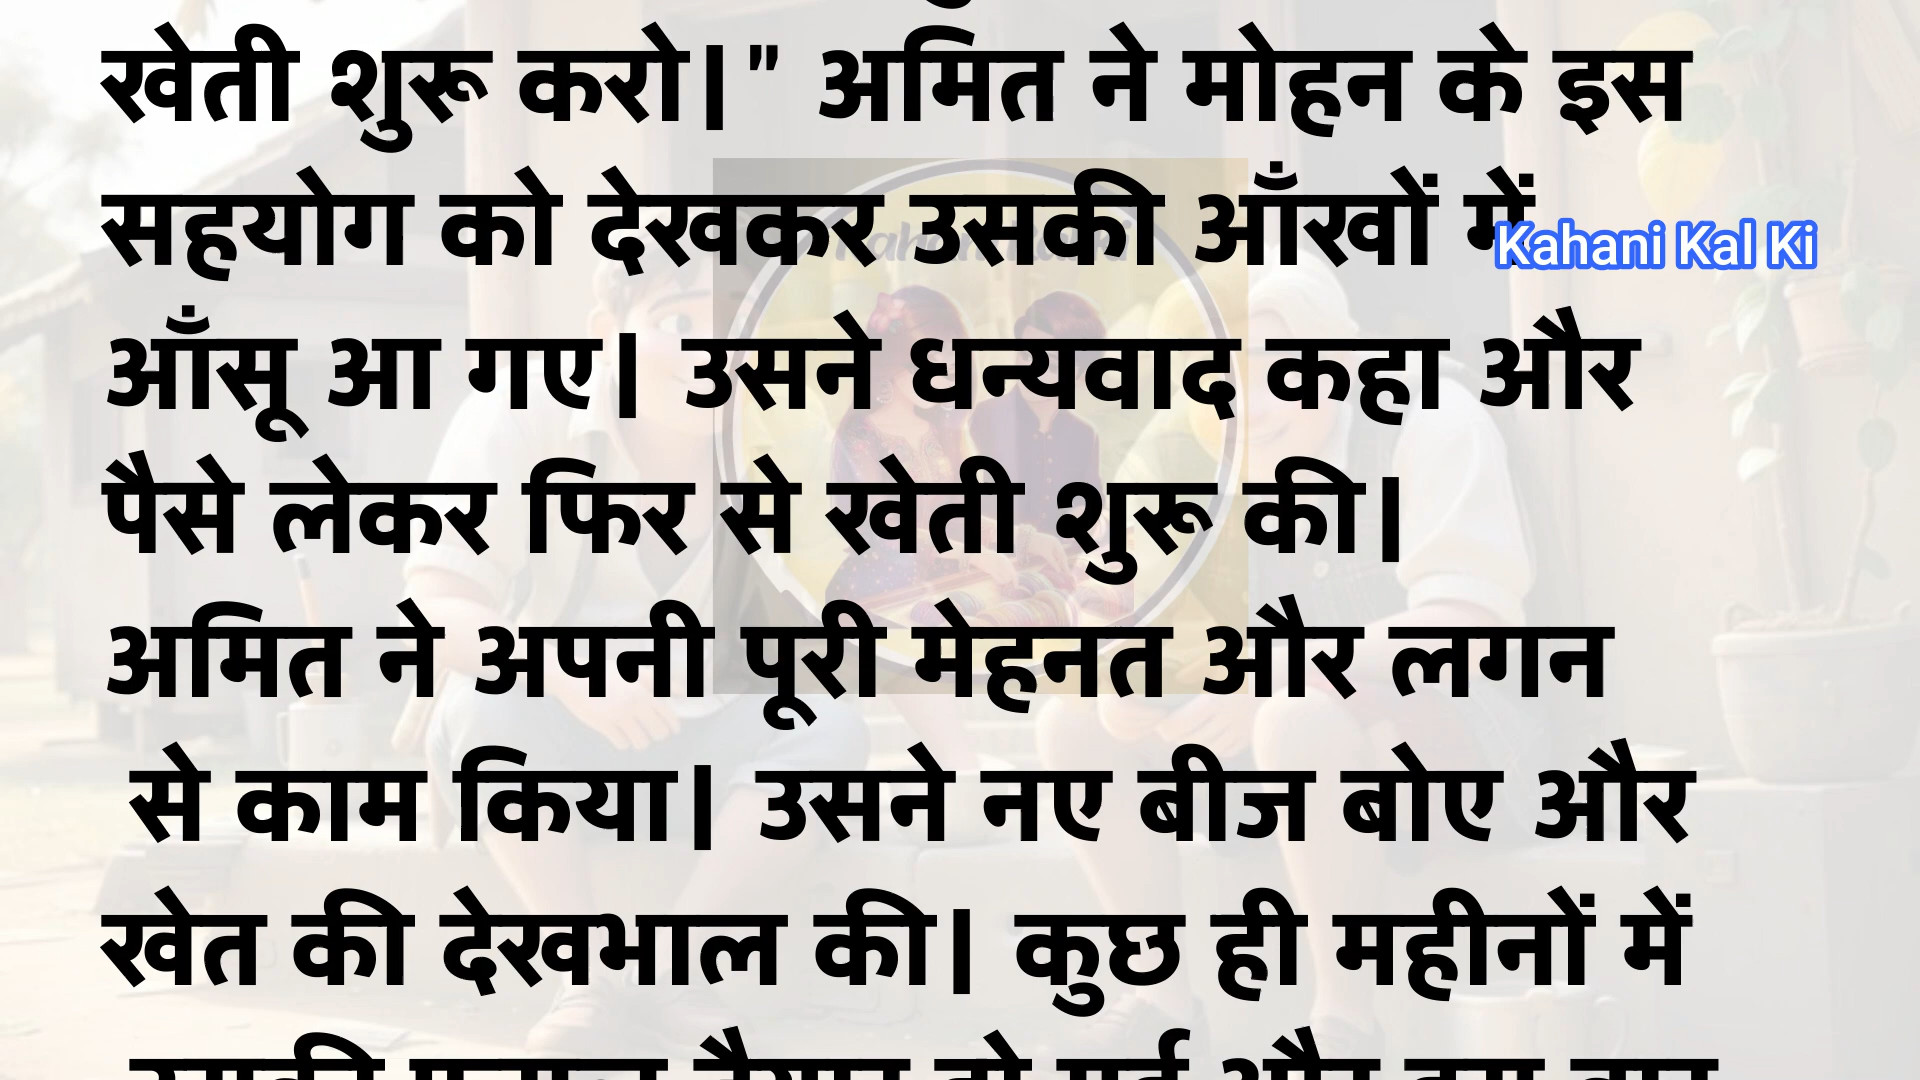 खेती शुरू करो|" अमित ने मोहन के इस
सहयोग को देखकर उसकी आँखों में
Kahani Kal Ki
आँसू आ गए| उसने धन्यवाद कहा और
पैसे लेकर फिर से खेती शुरू की|
अमित ने अपनी पूरी मेहनत और लगन
से काम किया| उसने नए बीज बोए और
खेत की देखभाल की| कुछ ही महीनों में